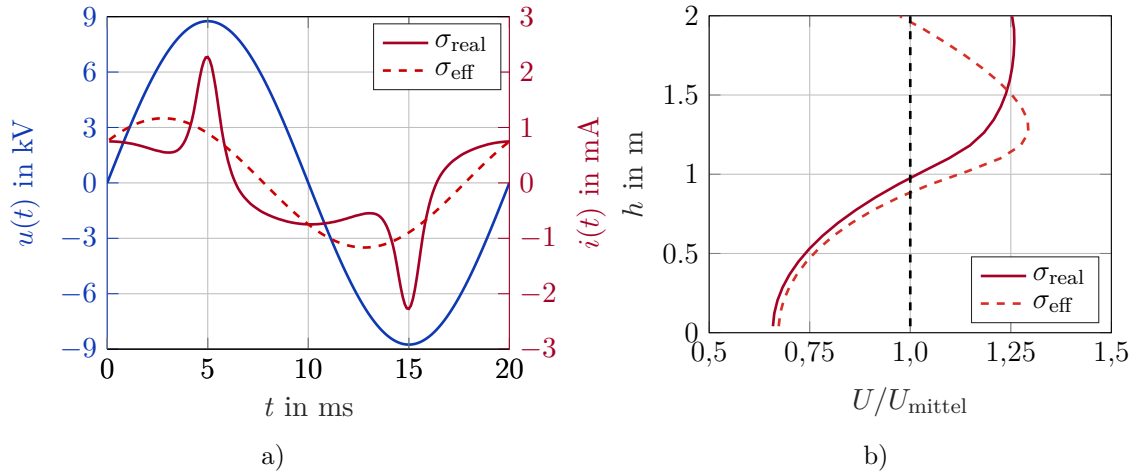 9
6
3
0
−3
−6
−9
u(t) in kV
0
5
10
15
20
t in ms
3
2
1
0
−1
−2
−3
i(t) in mA
σreal
σeff
a)
2
1.5
1
0.5
0
h in m
0,5
0,75
1,0
1,25
1,5
U/Umittel
σreal
σeff
b)